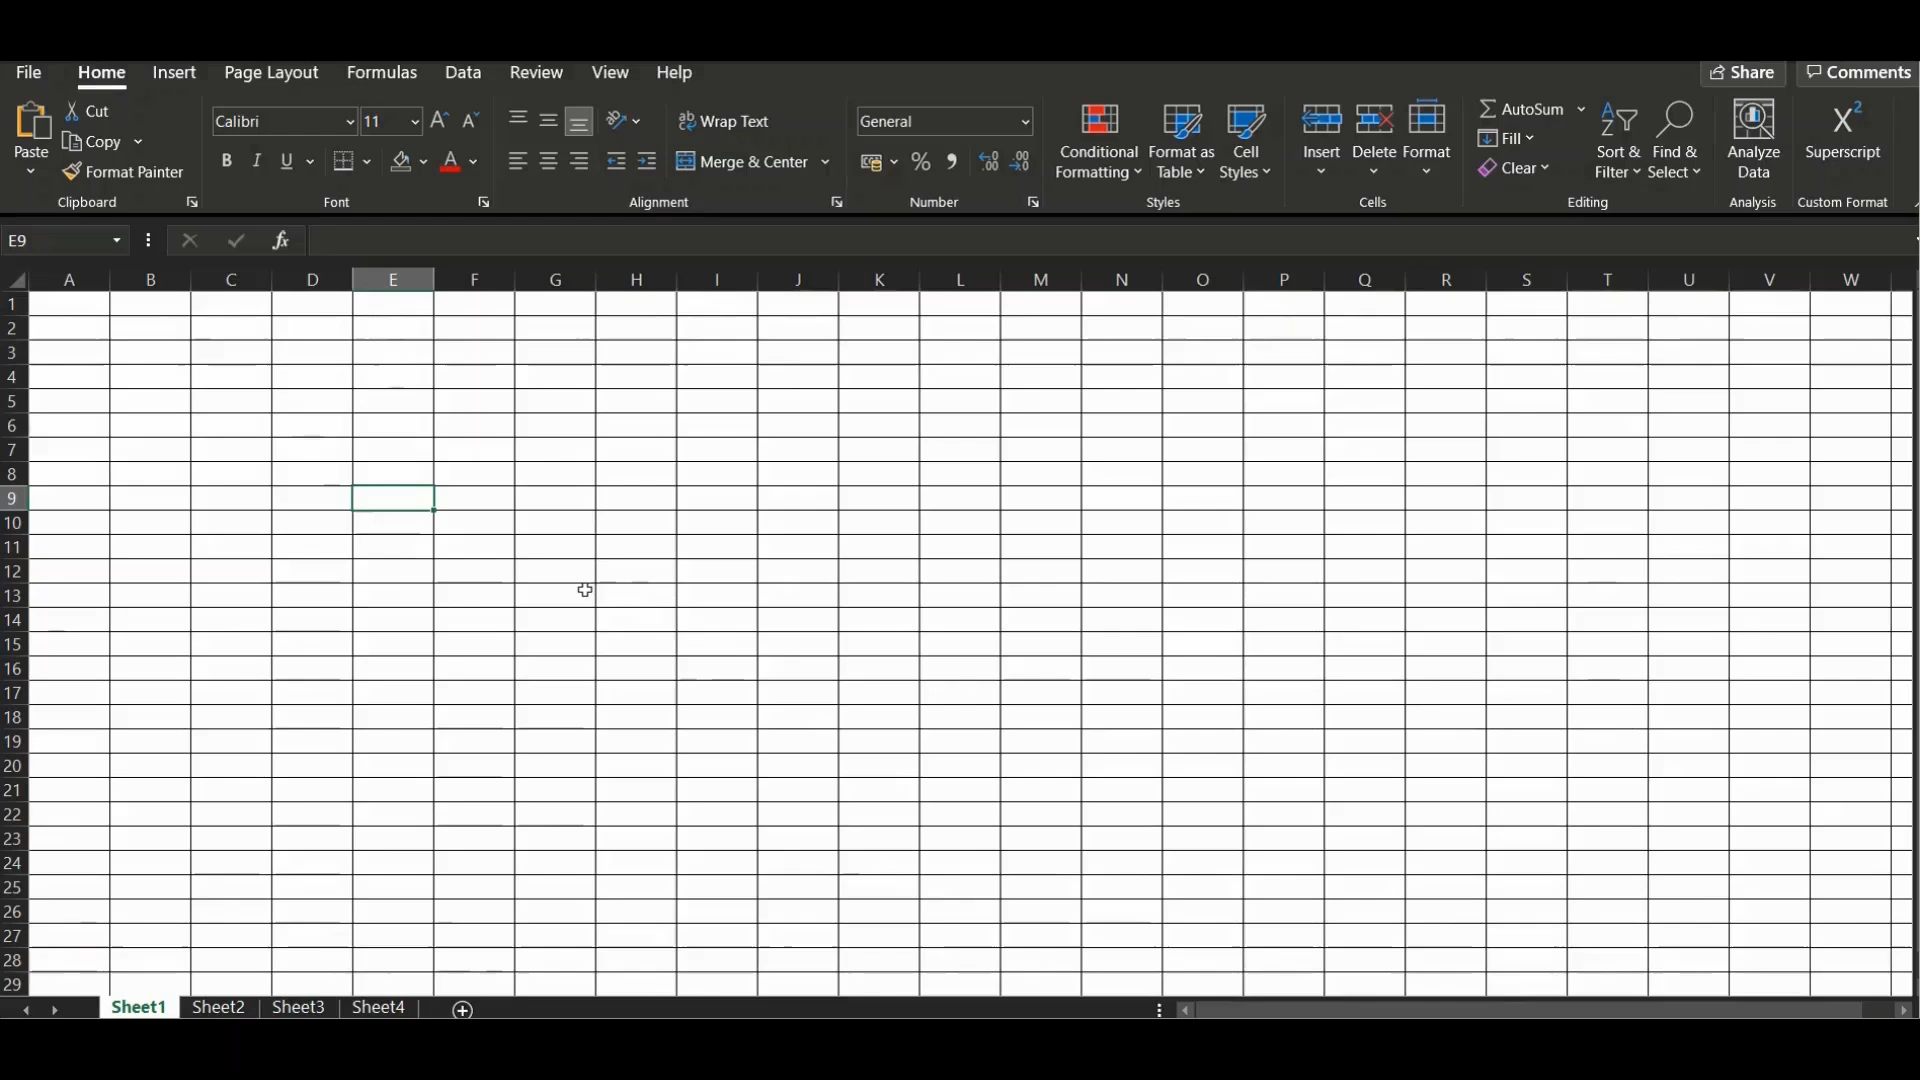 File Home Insert Page Layout Formulas Data Review View Help Share Comments
Paste Cut Copy Format Painter Clipboard
Calibri 11 B I U A Font
Wrap Text Merge & Center Alignment
General % Number
Conditional Formatting Format as Table Cell Styles Styles
Insert Delete Format Cells
AutoSum Fill Clear Sort & Filter Find & Select Editing
Analyze Data Analysis
Superscript Custom Format
E9 fx
A B C D E F G H I J K L M N O P Q R S T U V W
1
2
3
4
5
6
7
8
9
10
11
12
13
14
15
16
17
18
19
20
21
22
23
24
25
26
27
28
29
Sheet1 Sheet2 Sheet3 Sheet4